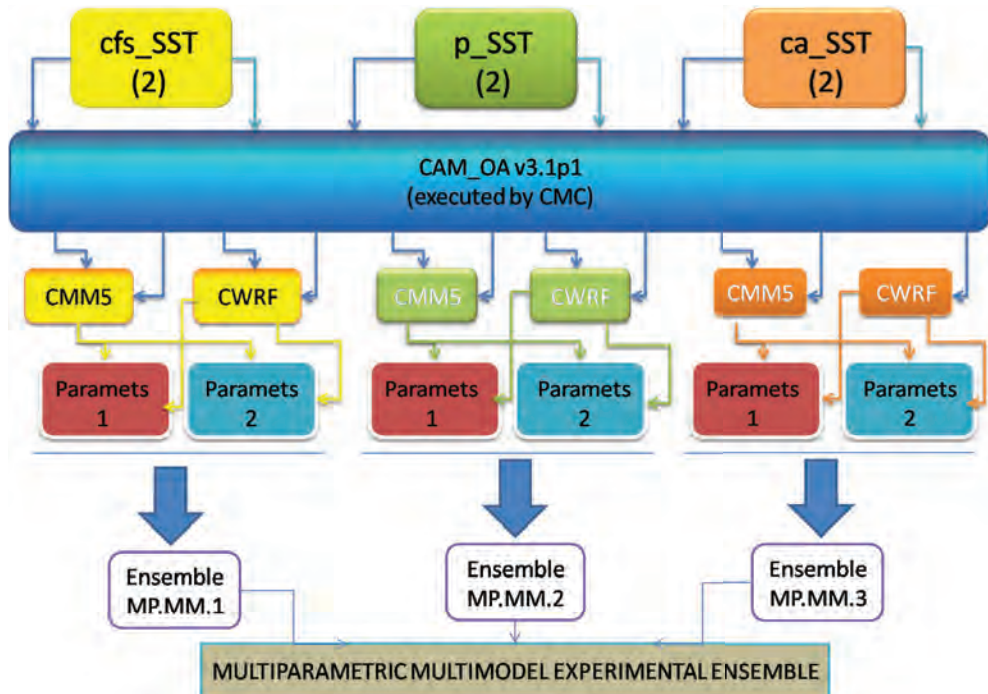 cfs_SST
(2)
p_SST
(2)
ca_SST
(2)
CAM_OA v3.1p1
(executed by CMC)
CMM5
CWRF
CMM5
CWRF
CMM5
CWRF
Paramets
1
Paramets
2
Paramets
1
Paramets
2
Paramets
1
Paramets
2
Ensemble
MP.MM.1
Ensemble
MP.MM.2
Ensemble
MP.MM.3
MULTIPARAMETRIC MULTIMODEL EXPERIMENTAL ENSEMBLE